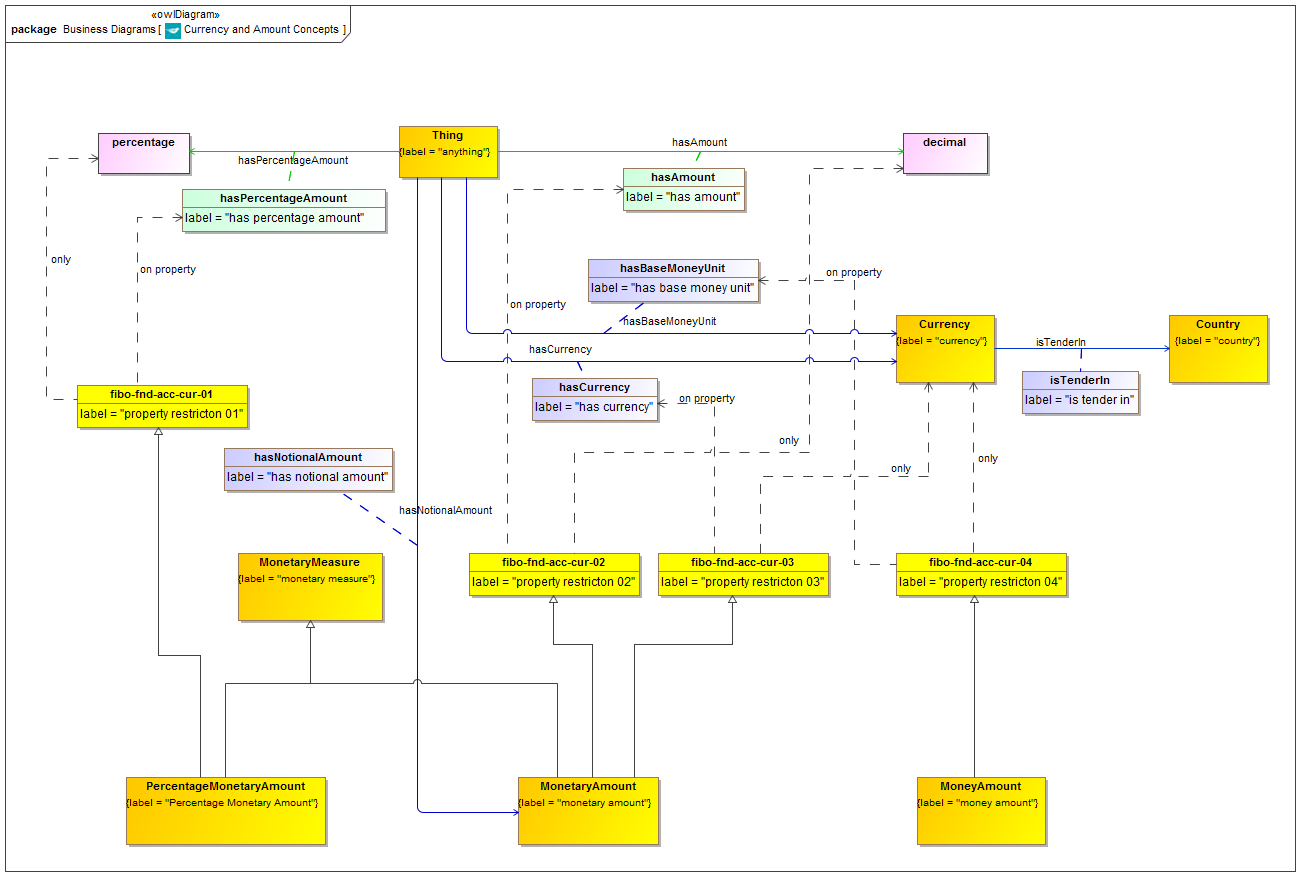 «owlDiagram»
package Business Diagrams [ Currency and Amount Concepts ]
percentage
Thing
{label = "anything"}
decimal
hasAmount
hasPercentageAmount
hasAmount
label = "has amount"
hasPercentageAmount
label = "has percentage amount"
only
on property
hasBaseMoneyUnit
label = "has base money unit"
on property
on property
hasBaseMoneyUnit
Currency
{label = "currency"}
Country
{label = "country"}
isTenderIn
hasCurrency
isTenderIn
label = "is tender in"
hasCurrency
label = "has currency"
on property
fibo-fnd-acc-cur-01
label = "property restricton 01"
only
only
only
hasNotionalAmount
label = "has notional amount"
hasNotionalAmount
MonetaryMeasure
{label = "monetary measure"}
fibo-fnd-acc-cur-02
label = "property restricton 02"
fibo-fnd-acc-cur-03
label = "property restricton 03"
fibo-fnd-acc-cur-04
label = "property restricton 04"
PercentageMonetaryAmount
{label = "Percentage Monetary Amount"}
MonetaryAmount
{label = "monetary amount"}
MoneyAmount
{label = "money amount"}